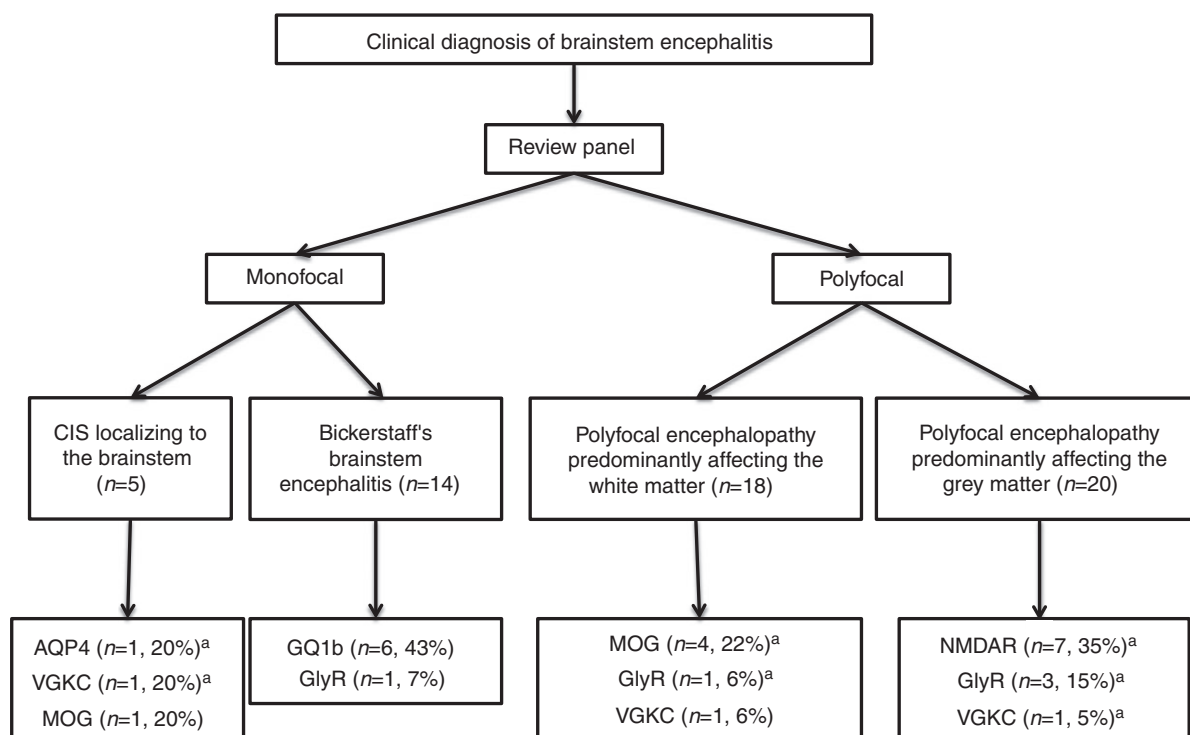 Clinical diagnosis of brainstem encephalitis
Review panel
Monofocal
Polyfocal
CIS localizing to
the brainstem
(n=5)
Bickerstaff's
brainstem
encephalitis (n=14)
Polyfocal encephalopathy
predominantly affecting the
white matter (n=18)
Polyfocal encephalopathy
predominantly affecting the
grey matter (n=20)
AQP4 (n=1, 20%)ᵃ
VGKC (n=1, 20%)ᵃ
MOG (n=1, 20%)
GQ1b (n=6, 43%)
GlyR (n=1, 7%)
MOG (n=4, 22%)ᵃ
GlyR (n=1, 6%)ᵃ
VGKC (n=1, 6%)
NMDAR (n=7, 35%)ᵃ
GlyR (n=3, 15%)ᵃ
VGKC (n=1, 5%)ᵃ